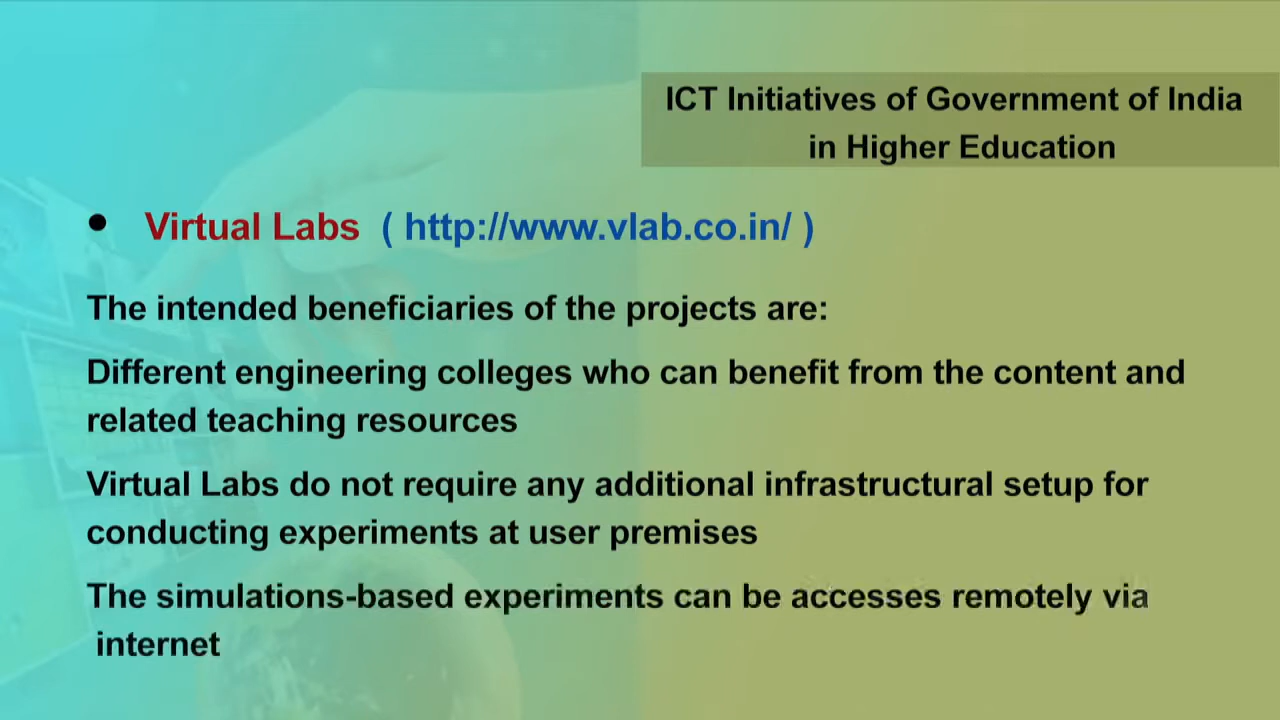 ICT Initiatives of Government of India
in Higher Education
• Virtual Labs ( http://www.vlab.co.in/ )
The intended beneficiaries of the projects are:
Different engineering colleges who can benefit from the content and
related teaching resources
Virtual Labs do not require any additional infrastructural setup for
conducting experiments at user premises
The simulations-based experiments can be accesses remotely via
internet